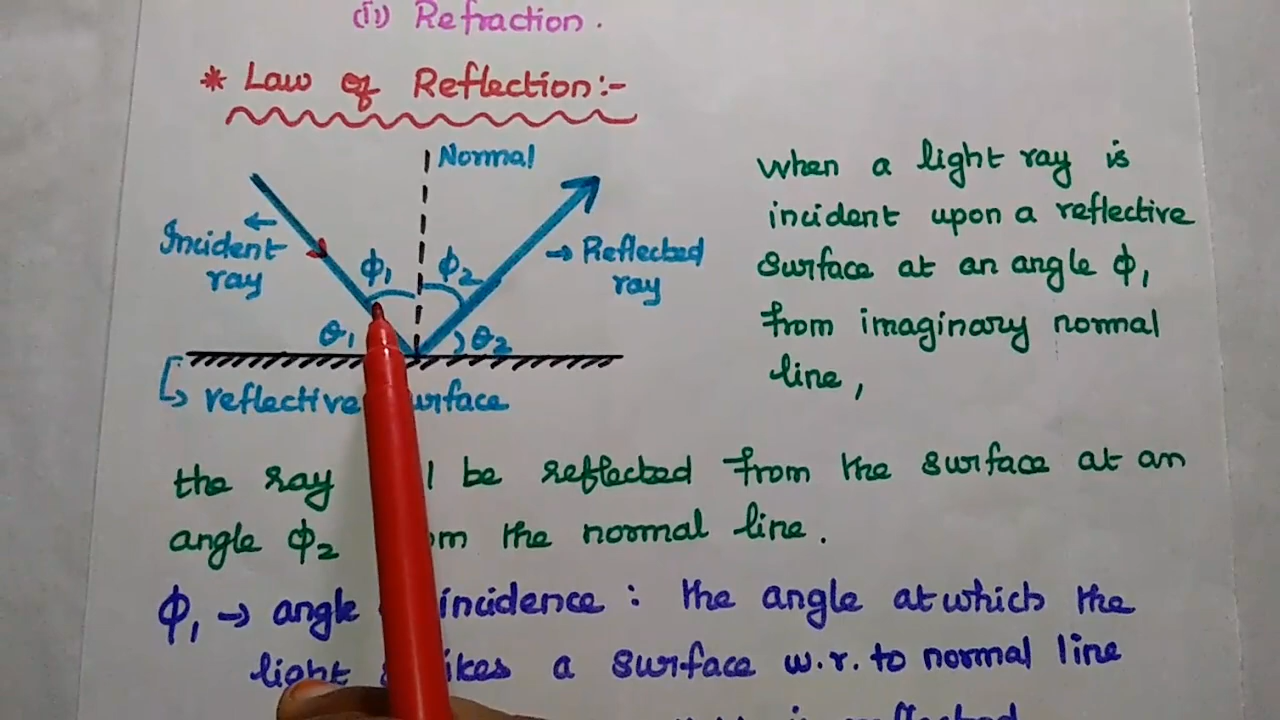 (i) Refraction.
* Law of Reflection:-
Normal
Incident
ray
ϕ1
ϕ2
Reflected
ray
θ1
θ2
reflective urface
When a light ray is
incident upon a reflective
surface at an angle ϕ1
from imaginary normal
line,
the ray l be reflected from the surface at an
angle ϕ2 om the normal line.
ϕ1 → angle incidence : the angle at which the
light ikes a surface w.r.to normal line
is reflected